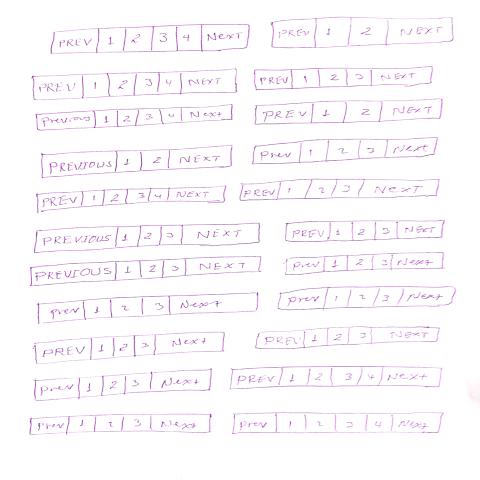 PREV 1 2 3 4 Next PREV 1 2 NEXT
PREV 1 2 3 4 NEXT PREV 1 2 3 NEXT
Previous 1 2 3 4 Next PREV 1 2 NEXT
PREVIOUS 1 2 NEXT Prev 1 2 3 Next
PREV 1 2 3 4 NEXT PREV 1 2 3 NEXT
PREVIOUS 1 2 3 NEXT PREV 1 2 3 NEXT
PREVIOUS 1 2 3 NEXT Prev 1 2 3 Next
Prev 1 2 3 Next Prev 1 2 3 Next
PREV 1 2 3 Next PREV 1 2 3 NEXT
Prev 1 2 3 Next PREV 1 2 3 4 Next
Prev 1 2 3 Next Prev 1 2 3 4 Next